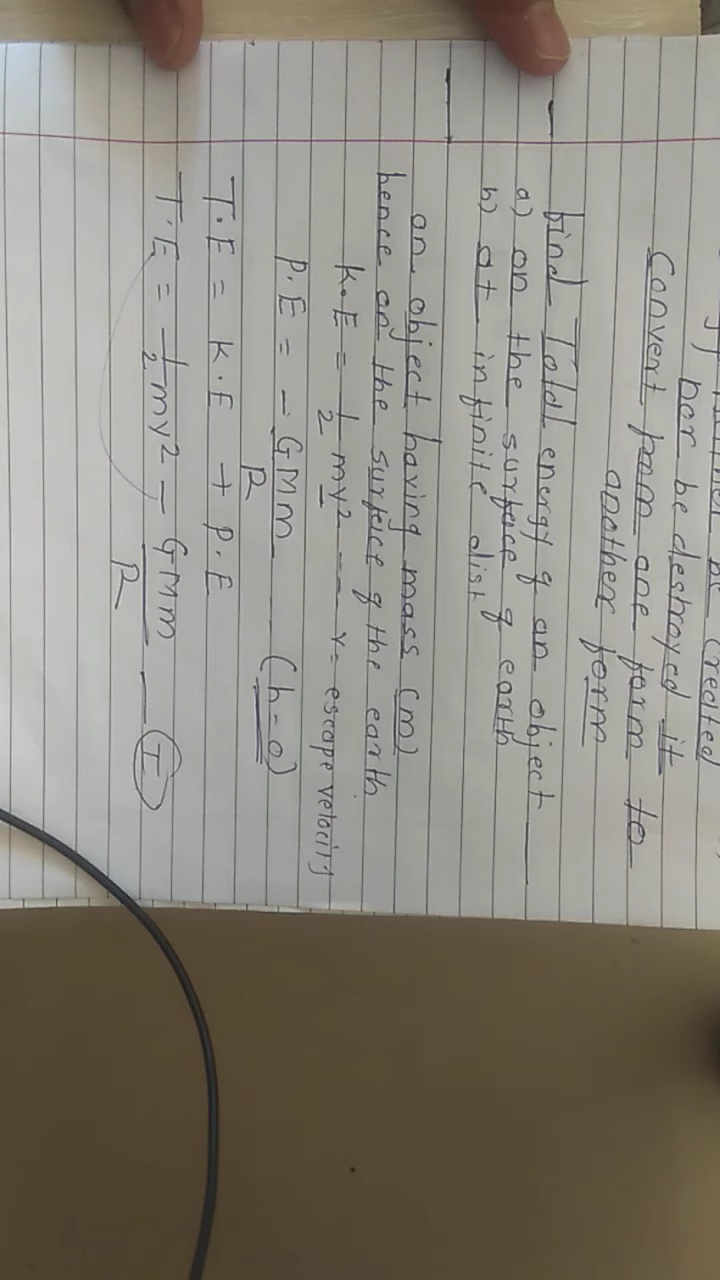 be created
nor be destroyed it
Convert from one form to
another form
find Total energy of an object
a) on the surface of earth
b) at infinite dist
an object having mass (m)
hence on the surface of the earth
K.E = 1/2 mv² --- v = escape velocity
P.E = - GMm/R (h=0)
T.E = K.E + P.E
T.E = 1/2 mv² - GMm/R — I